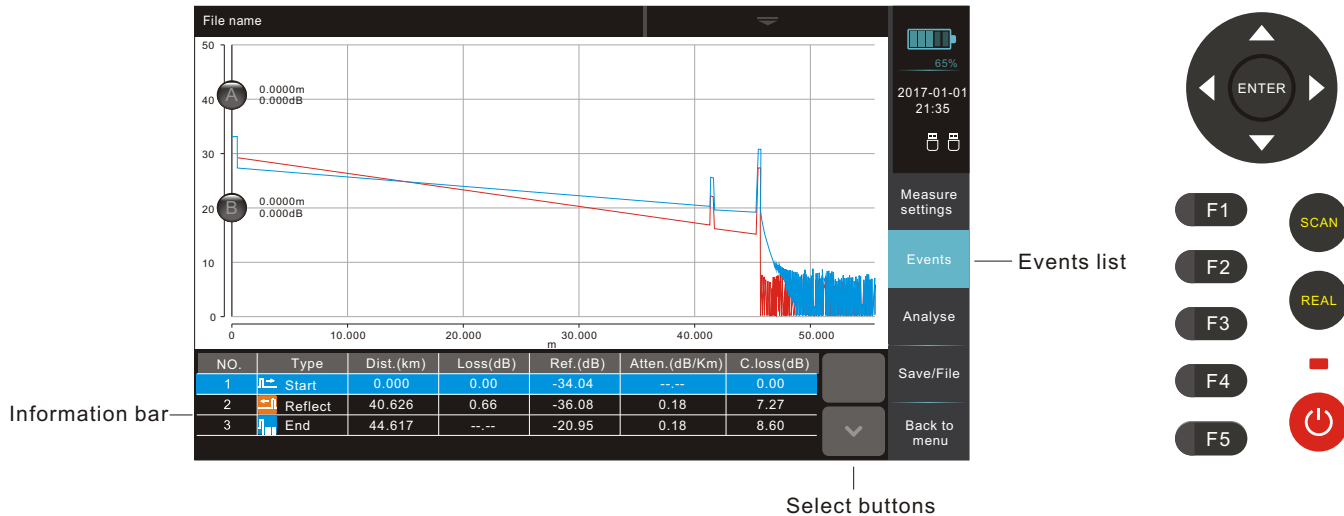 File name
50
40
30
20
10
0
A
0.0000m
0.000dB
B
0.0000m
0.000dB
0 10.000 20.000 30.000 40.000 50.000
m
65%
2017-01-01
21:35
Measure
settings
Events
Analyse
Save/File
Back to
menu
NO. Type Dist.(km) Loss(dB) Ref.(dB) Atten.(dB/Km) C.loss(dB)
1 Start 0.000 0.00 -34.04 --.-- 0.00
2 Reflect 40.626 0.66 -36.08 0.18 7.27
3 End 44.617 --.-- -20.95 0.18 8.60
Information bar
Events list
Select buttons
ENTER
F1
F2
F3
F4
F5
SCAN
REAL